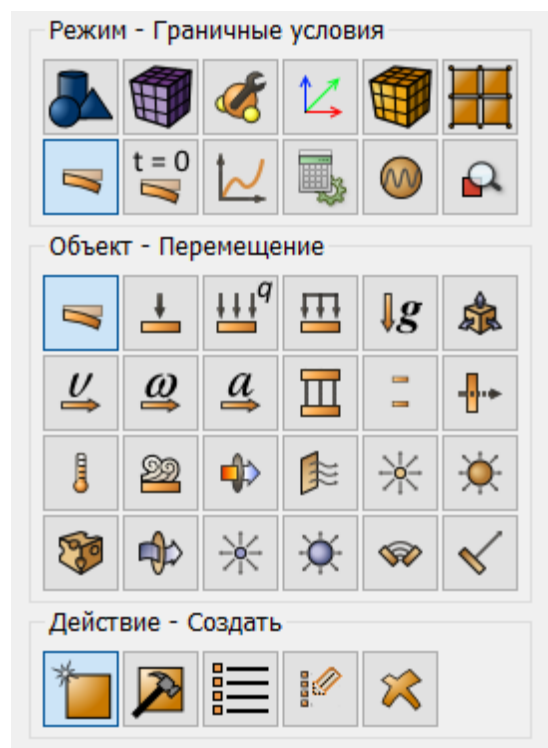 Режим - Граничные условия
t = 0
Объект - Перемещение
q
g
υ ω a
Действие - Создать